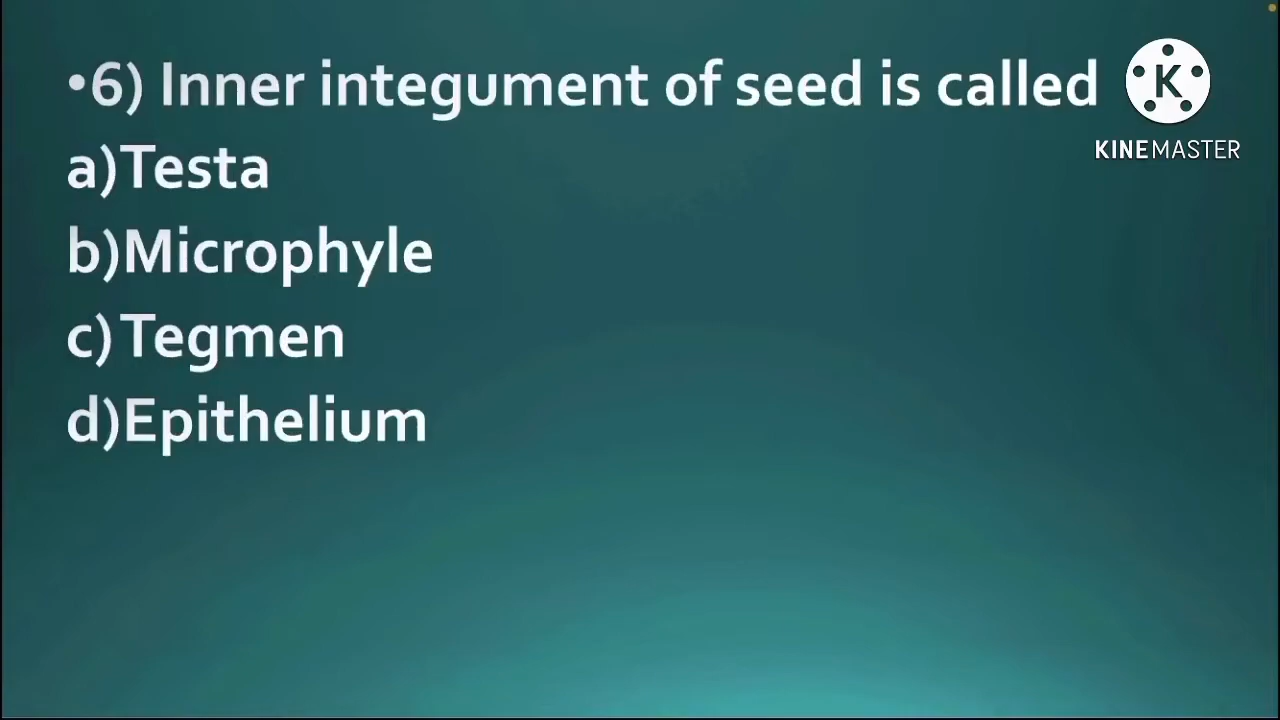 •6) Inner integument of seed is called
a)Testa
b)Microphyle
c)Tegmen
d)Epithelium
K
KINEMASTER